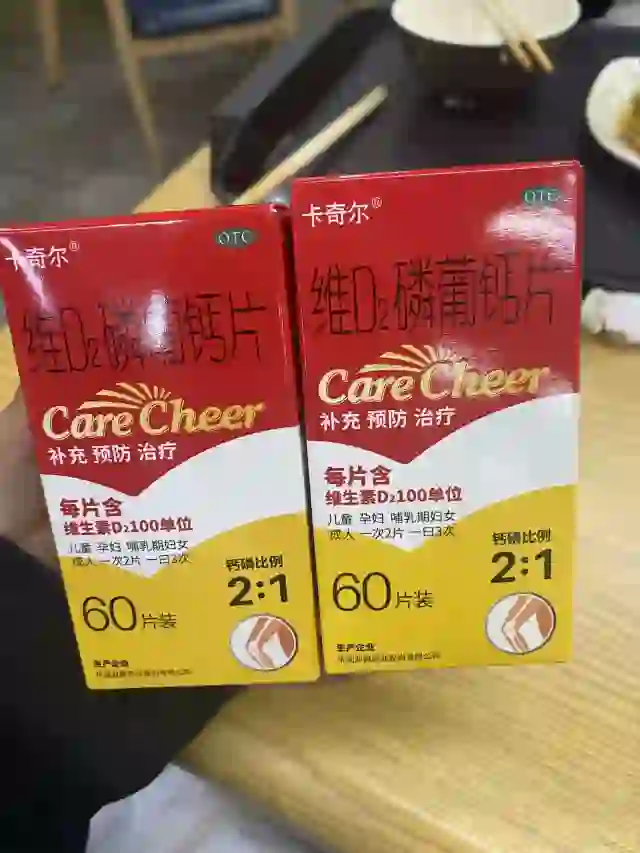 卡奇尔®
OTC
维D₂磷葡钙片
Care Cheer
补充 预防 治疗
每片含
维生素D₂100单位
儿童 孕妇 哺乳期妇女
成人 一次2片 一日3次
钙磷比例
2:1
60片装
生产企业
卡奇尔®
OTC
维D₂磷葡钙片
Care Cheer
补充 预防 治疗
每片含
维生素D₂100单位
儿童 孕妇 哺乳期妇女
成人 一次2片 一日3次
钙磷比例
2:1
60片装
生产企业